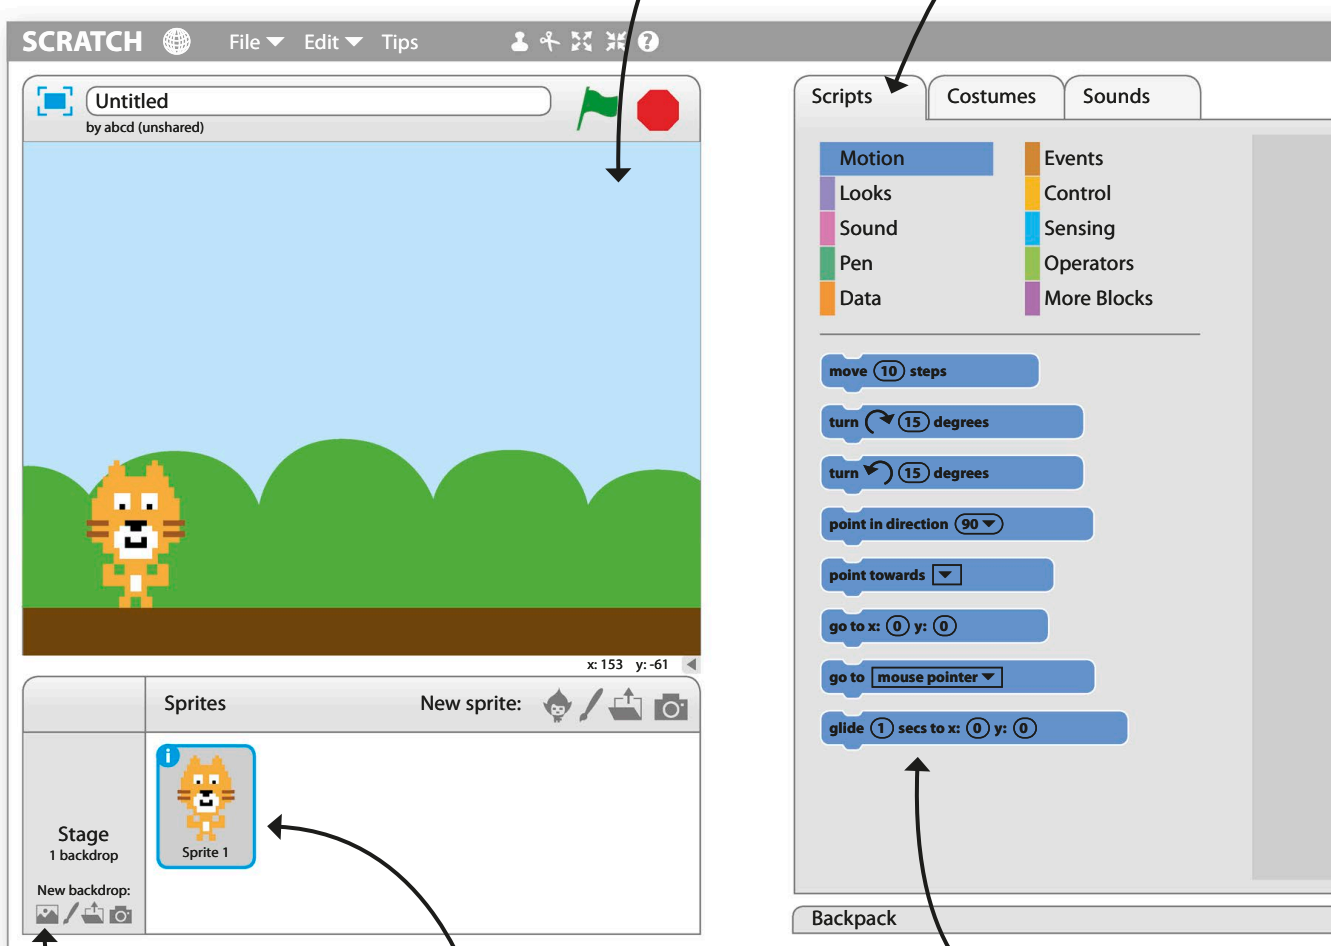 SCRATCH File Edit Tips ?
Untitled
by abcd (unshared)
x: 153 y: -61
Sprites New sprite:
i
Sprite 1
Stage
1 backdrop
New backdrop:
Scripts Costumes Sounds
Motion Events
Looks Control
Sound Sensing
Pen Operators
Data More Blocks
move 10 steps
turn 15 degrees
turn 15 degrees
point in direction 90
point towards
go to x: 0 y: 0
go to mouse pointer
glide 1 secs to x: 0 y: 0
Backpack